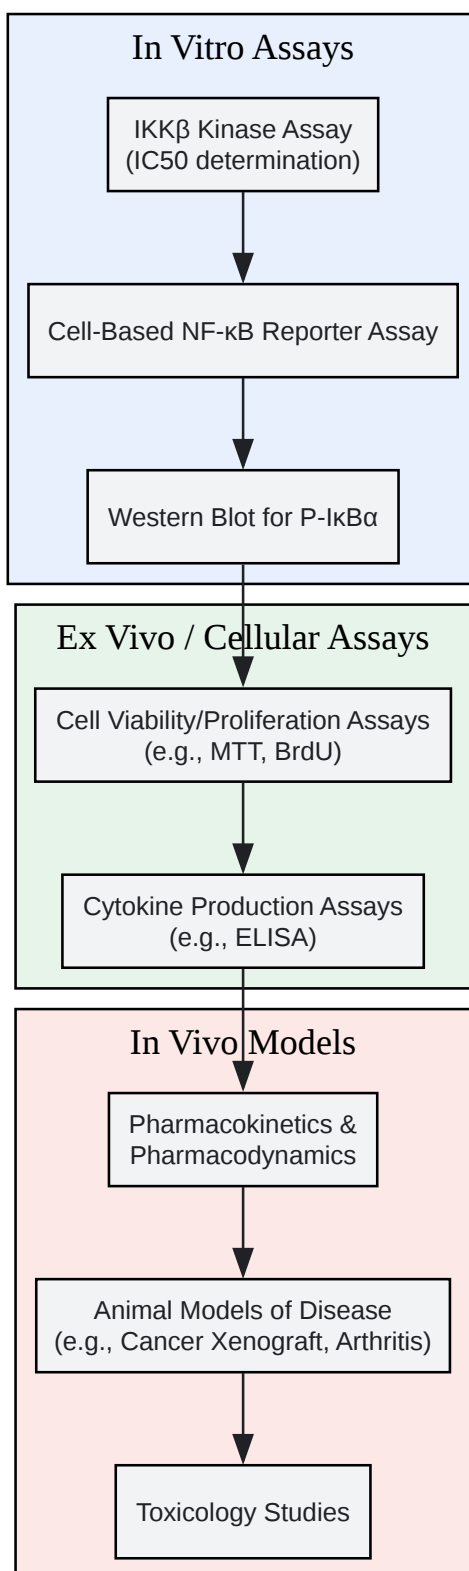 In Vitro Assays
IKKβ Kinase Assay
(IC50 determination)
Cell-Based NF-κB Reporter Assay
Western Blot for P-IκBα
Ex Vivo / Cellular Assays
Cell Viability/Proliferation Assays
(e.g., MTT, BrdU)
Cytokine Production Assays
(e.g., ELISA)
In Vivo Models
Pharmacokinetics &
Pharmacodynamics
Animal Models of Disease
(e.g., Cancer Xenograft, Arthritis)
Toxicology Studies